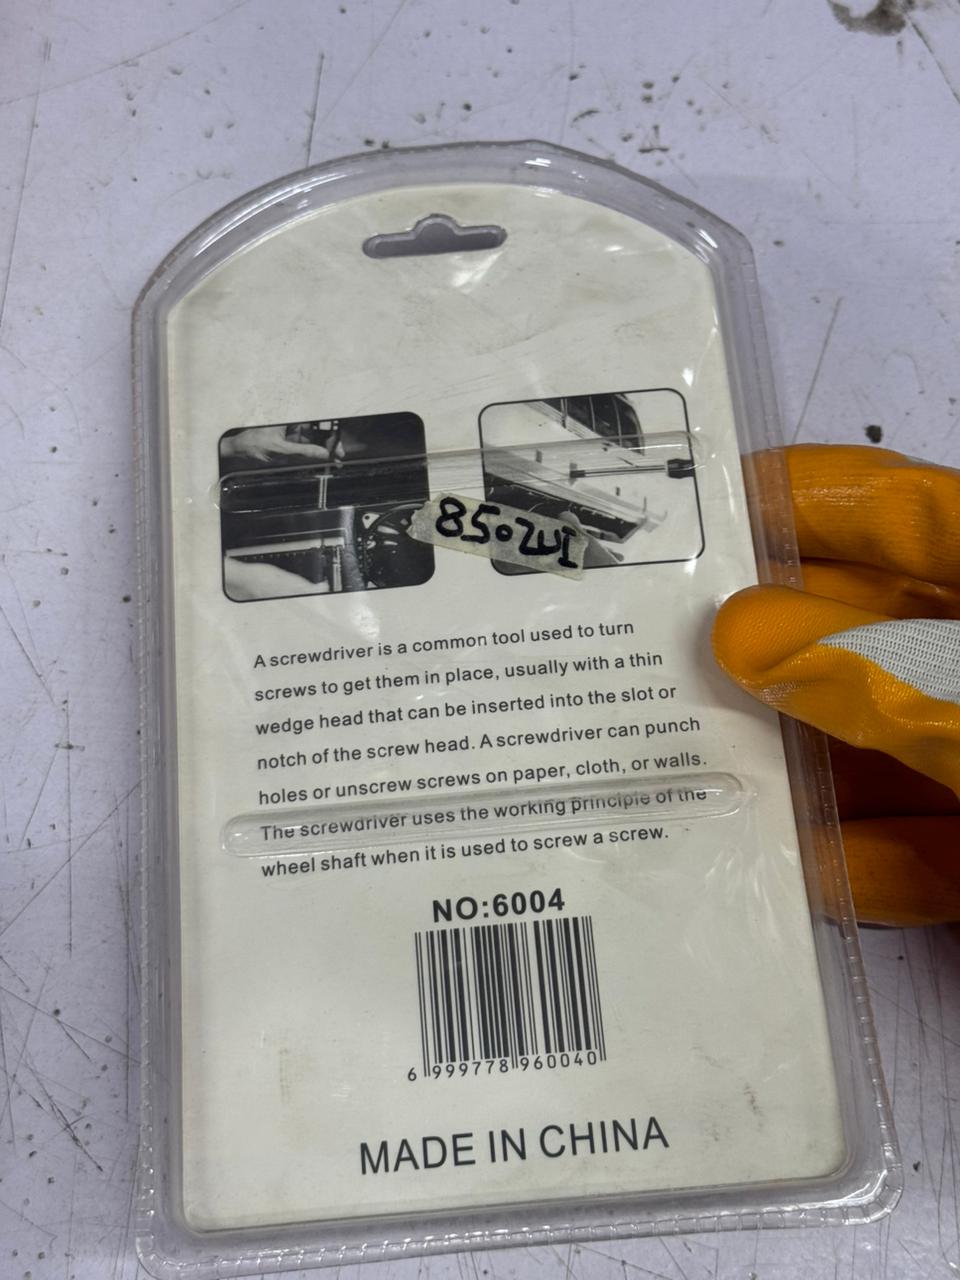 8502UI
A screwdriver is a common tool used to turn
screws to get them in place, usually with a thin
wedge head that can be inserted into the slot or
notch of the screw head. A screwdriver can punch
holes or unscrew screws on paper, cloth, or walls.
The screwdriver uses the working principle of the
wheel shaft when it is used to screw a screw.
NO:6004
6 999778 960040
MADE IN CHINA